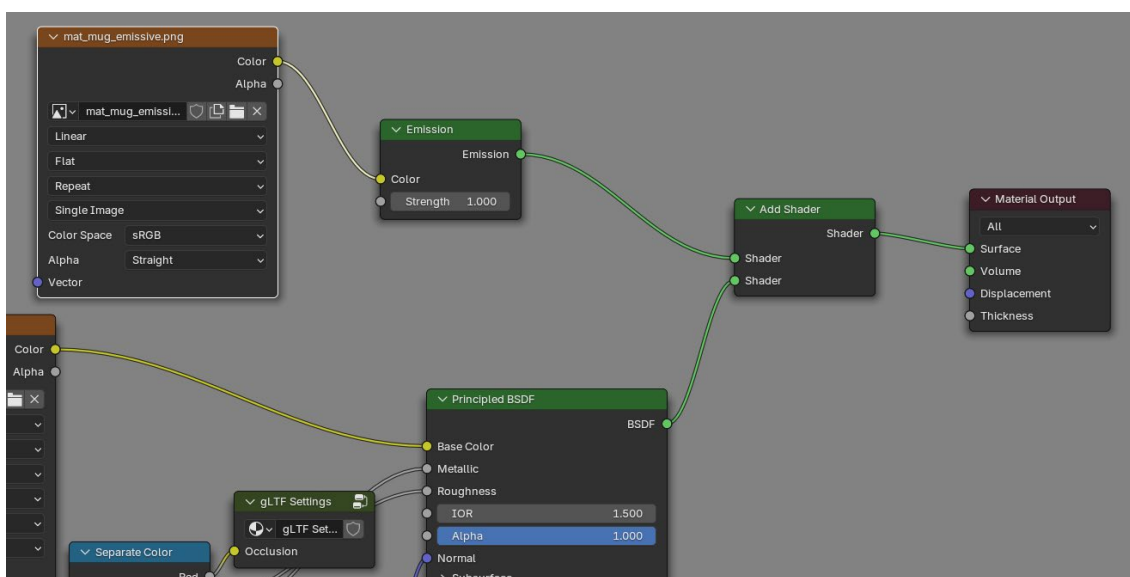 mat_mug_emissive.png
Color
Alpha
mat_mug_emissi...
Linear
Flat
Repeat
Single Image
Color Space sRGB
Alpha Straight
Vector
Emission
Emission
Color
Strength 1.000
Add Shader
Shader
Shader
Shader
Material Output
All
Surface
Volume
Displacement
Thickness
Color
Alpha
Principled BSDF
BSDF
Base Color
Metallic
Roughness
IOR 1.500
Alpha 1.000
Normal
gLTF Settings
gLTF Set...
Occlusion
Separate Color
Red
Subsurface